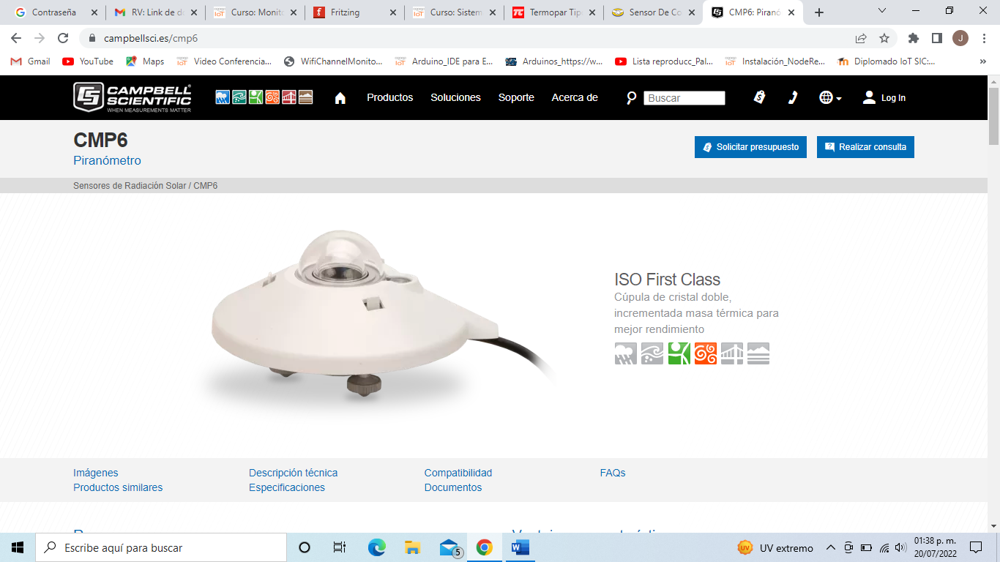 Contraseña
RV: Link de d
Curso: Monito
Fritzing
Curso: Sistem
Termopar Tip
Sensor De Co
CMP6: Piranó
campbellsci.es/cmp6
J
Gmail
YouTube
Maps
Video Conferencia...
WifiChannelMonito...
Arduino_IDE para E...
Arduinos_https://w...
Lista reproducc_Pal...
Instalación_NodeRe...
Diplomado IoT SIC:...
CAMPBELL
SCIENTIFIC
WHEN MEASUREMENTS MATTER
Productos
Soluciones
Soporte
Acerca de
Buscar
Log In
CMP6
Piranómetro
Solicitar presupuesto
Realizar consulta
Sensores de Radiación Solar / CMP6
ISO First Class
Cúpula de cristal doble,
incrementada masa térmica para
mejor rendimiento
Imágenes
Descripción técnica
Compatibilidad
FAQs
Productos similares
Especificaciones
Documentos
Escribe aquí para buscar
5
UV
UV extremo
01:38 p. m.
20/07/2022